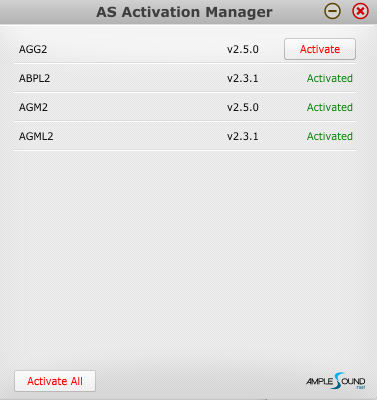 AS Activation Manager
AGG2 v2.5.0 Activate
ABPL2 v2.3.1 Activated
AGM2 v2.5.0 Activated
AGML2 v2.3.1 Activated
Activate All
AMPLE SOUND
.net